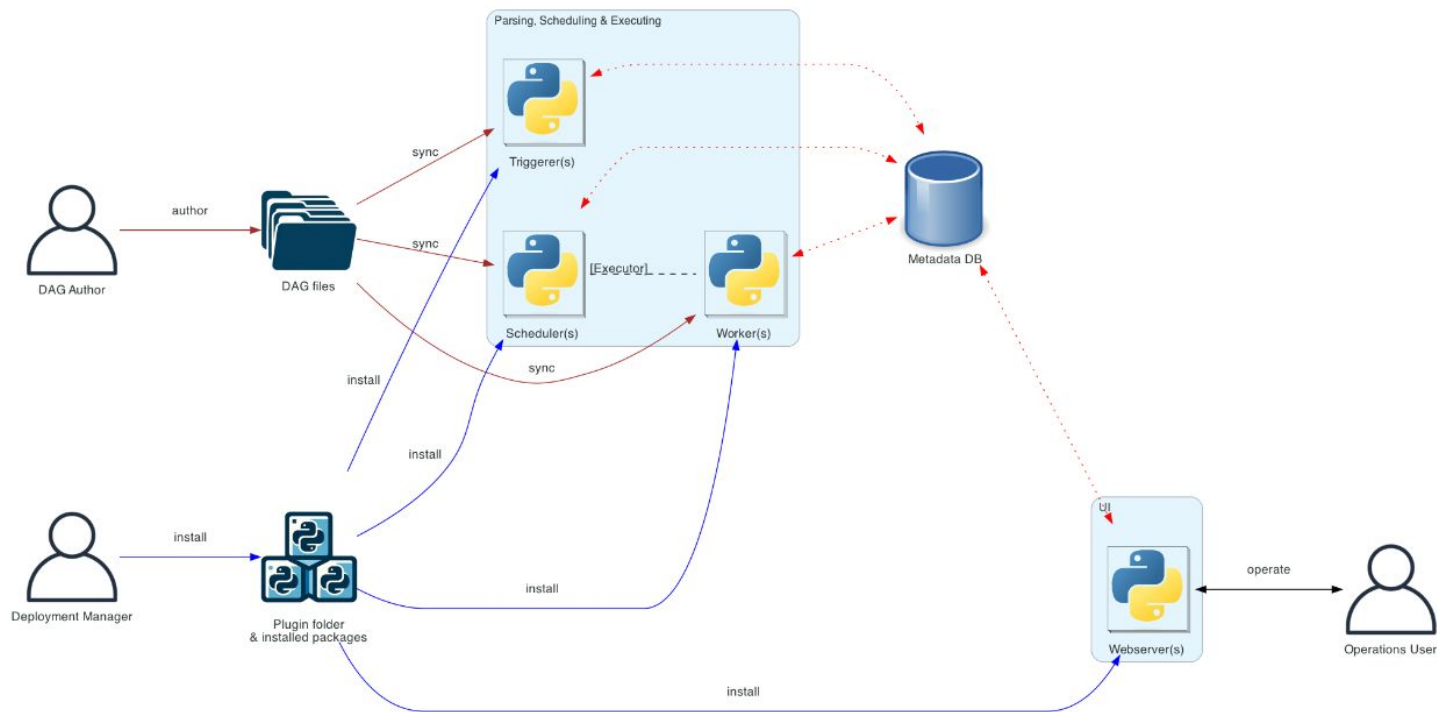 Parsing, Scheduling & Executing
Triggerer(s)
sync
author
sync
[Executor]
Metadata DB
DAG Author
DAG files
Scheduler(s)
Worker(s)
sync
install
install
install
UI
operate
install
Deployment Manager
Plugin folder
& installed packages
Webserver(s)
Operations User
install